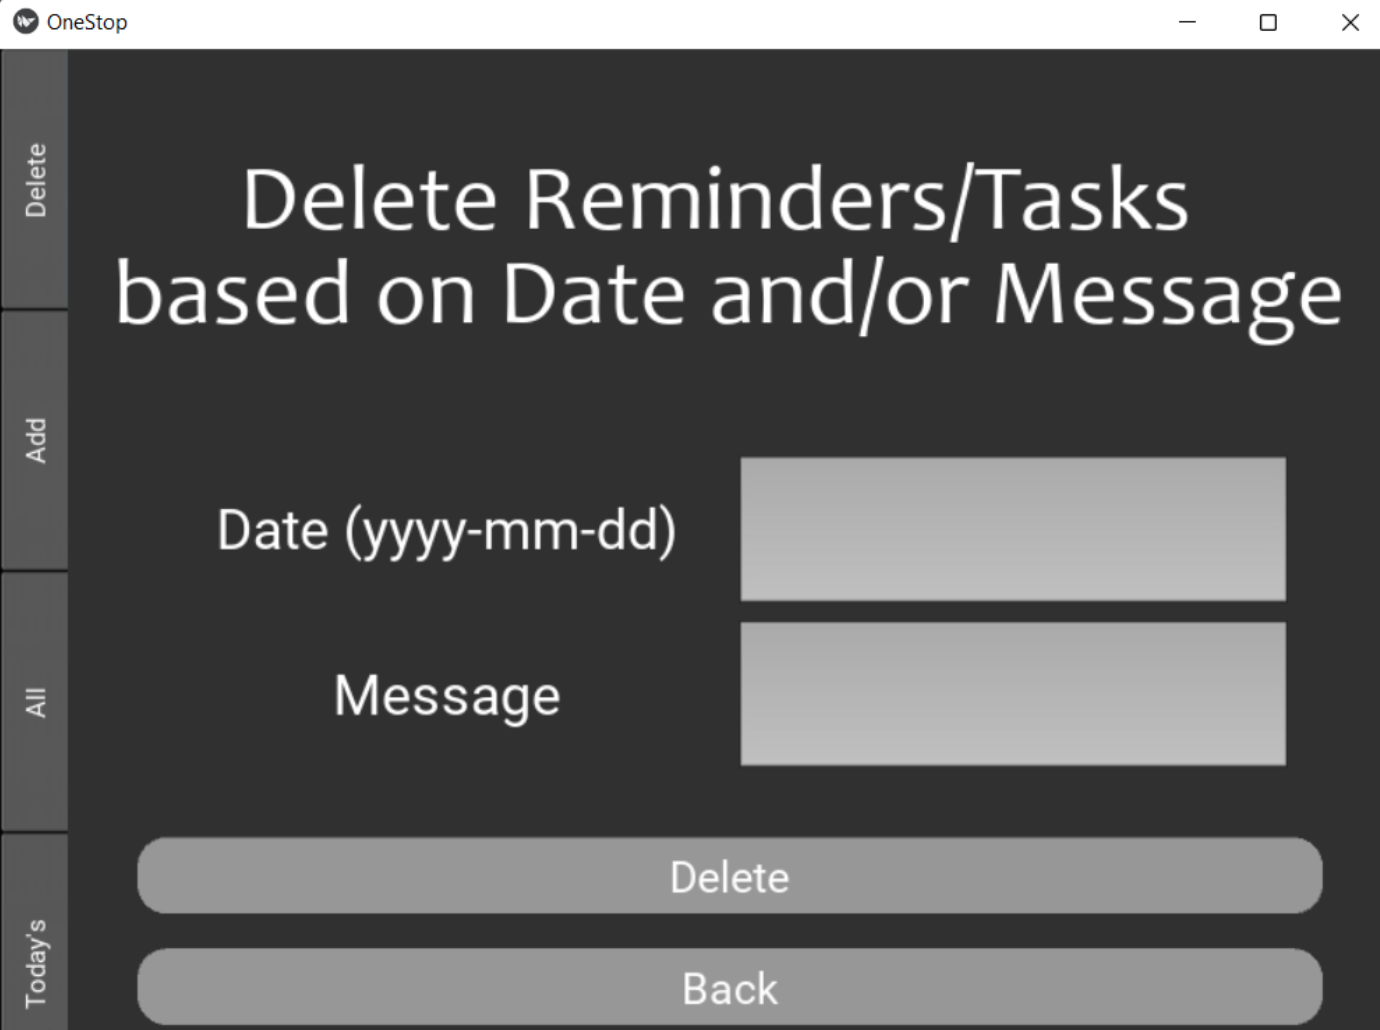 OneStop
Delete
Add
All
Today's
Delete Reminders/Tasks
based on Date and/or Message
Date (yyyy-mm-dd)
Message
Delete
Back